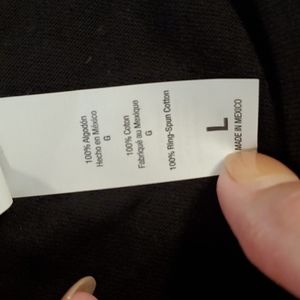 L
MADE IN MEXICO
100% Ring-Spun Cotton
100% Coton
Fabriqué au Mexique
G
100% Algodón
Hecho en México
G